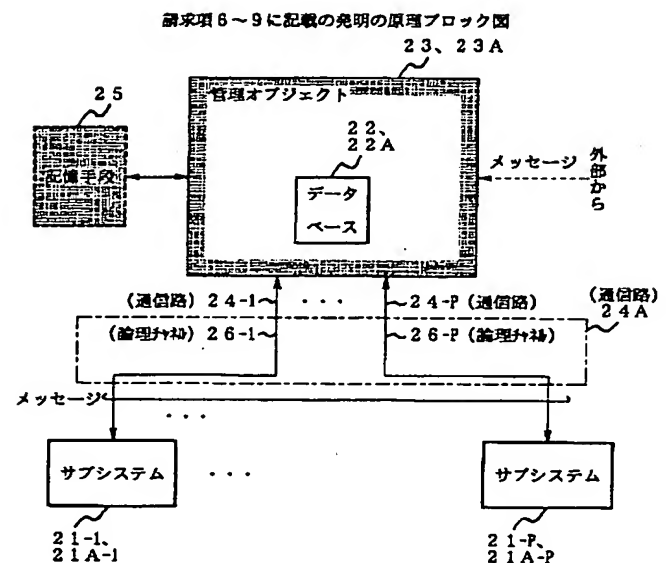 請求項6～9に記載の発明の原理ブロック図
23、23A
25
管理オブジェクト
22、
22A
記憶手段
データ
ベース
メッセージ
外部から
(通信路) 24-1
・・・
24-P (通信路)
(通信路)
24A
(論理チャネル) 26-1
26-P (論理チャネル)
メッセージ
・・・
サブシステム
・・・
サブシステム
21-1、
21A-1
21-P、
21A-P